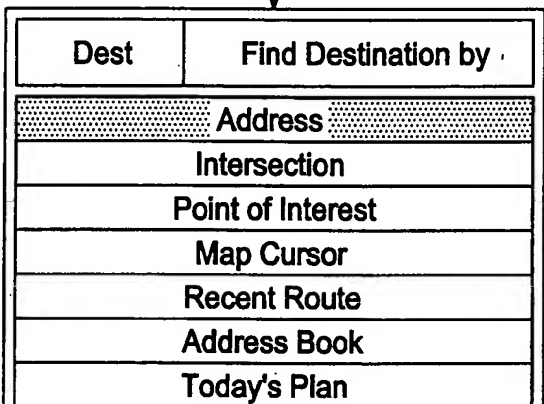 Dest Find Destination by
Address
Intersection
Point of Interest
Map Cursor
Recent Route
Address Book
Today's Plan